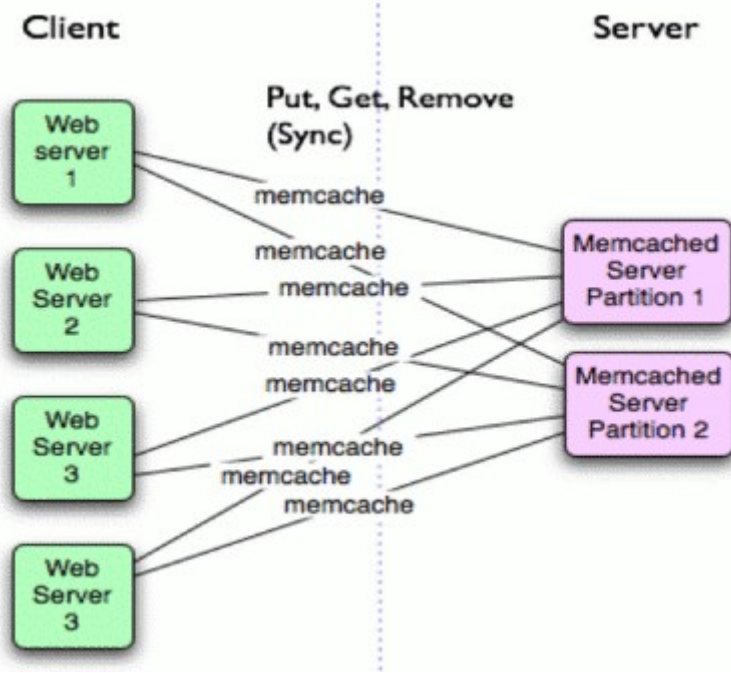 Client
Server
Put, Get, Remove
(Sync)
Web
server
1
memcache
memcache
Memcached
Server
Partition 1
Web
Server
2
memcache
memcache
memcache
Memcached
Server
Partition 2
Web
Server
3
memcache
memcache
memcache
Web
Server
3